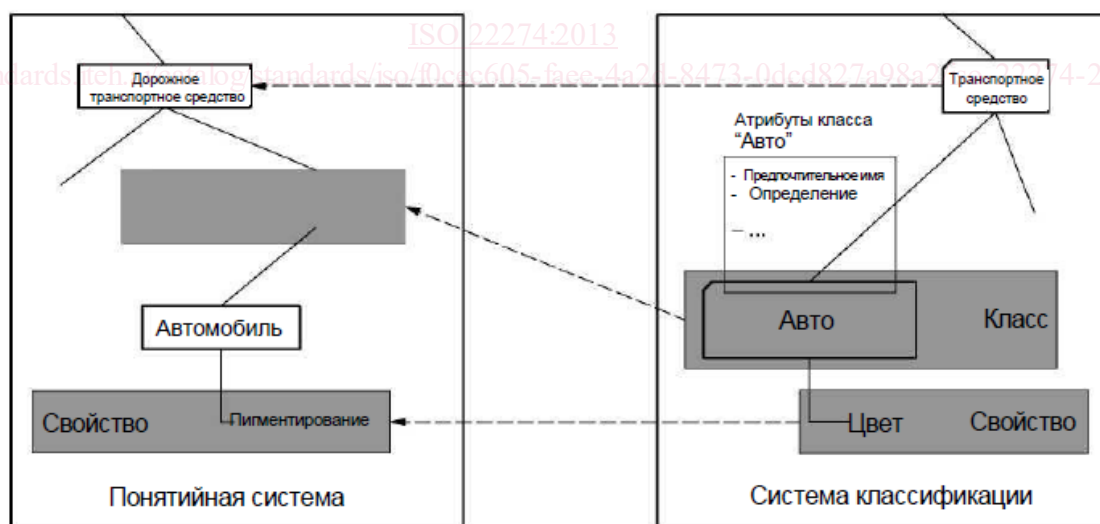 ISO 22274:2013
Дорожное
транспортное средство
Транспортное
средство
Атрибуты класса
“Авто”
- Предпочтительное имя
- Определение
– ...
Автомобиль
Авто
Класс
Свойство
Пигментирование
Цвет
Свойство
Понятийная система
Система классификации